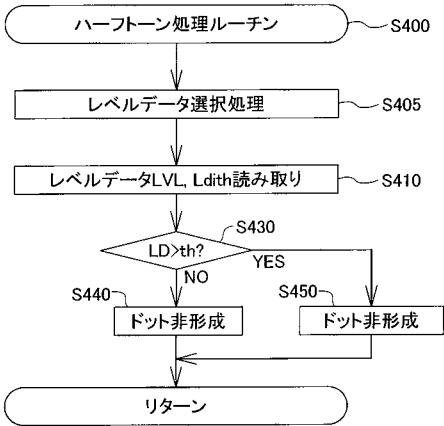 ハーフトーン処理ルーチン
S400
レベルデータ選択処理
S405
レベルデータLVL, Ldith読み取り
S410
S430
LD>th?
YES
NO
S440
ドット非形成
S450
ドット非形成
リターン